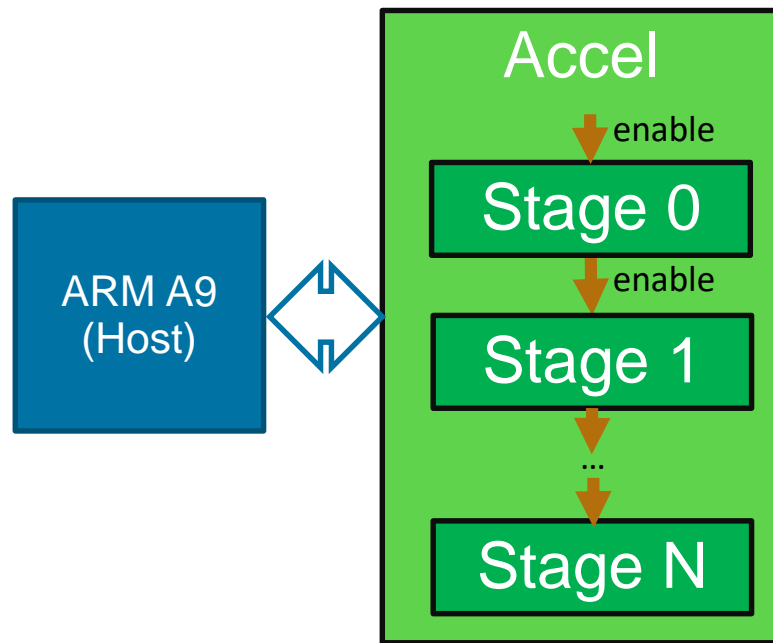 Accel
enable
Stage 0
enable
Stage 1
...
Stage N
ARM A9
(Host)